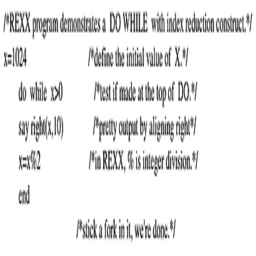 /*REXX program demonstrates a DO WHILE with index reduction construct.*/
x=1024 /*define the initial value of X.*/
do while x>0 /*test if made at the top of DO.*/
say right(x,10) /*pretty output by aligning right*/
x=x%2 /*in REXX, % is integer division.*/
end
/*stick a fork in it, we're done.*/